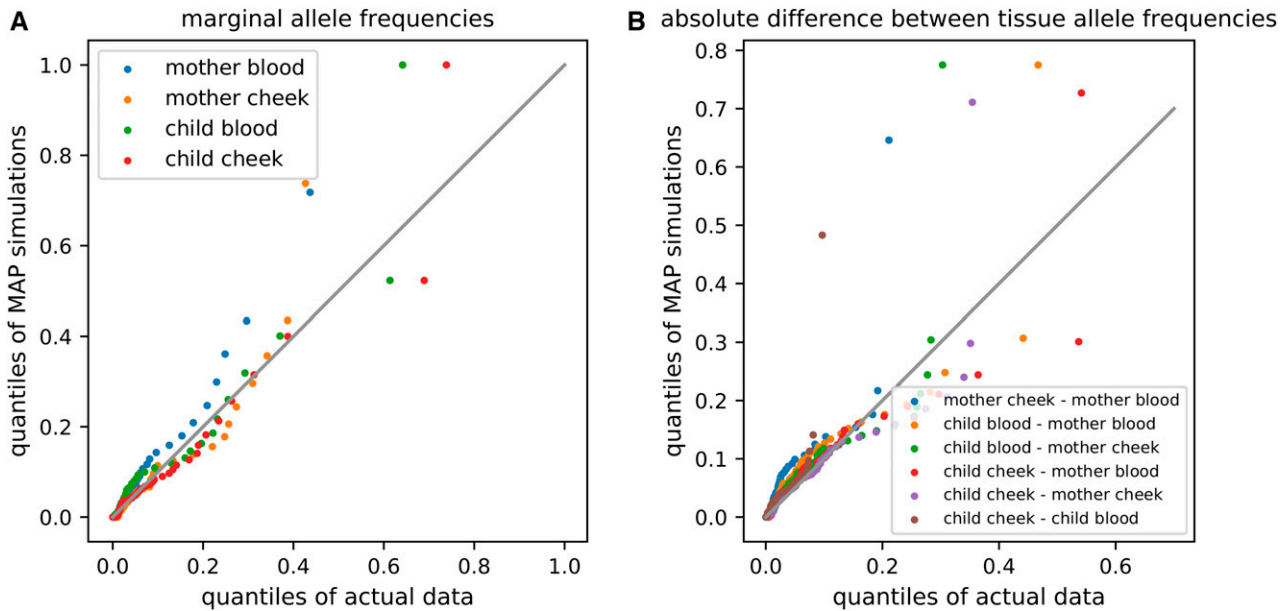 A marginal allele frequencies
1.0
0.8
0.6
0.4
0.2
0.0
quantiles of MAP simulations
mother blood
mother cheek
child blood
child cheek
0.0 0.2 0.4 0.6 0.8 1.0
quantiles of actual data
B absolute difference between tissue allele frequencies
0.8
0.7
0.6
0.5
0.4
0.3
0.2
0.1
0.0
quantiles of MAP simulations
mother cheek - mother blood
child blood - mother blood
child blood - mother cheek
child cheek - mother blood
child cheek - mother cheek
child cheek - child blood
0.0 0.2 0.4 0.6
quantiles of actual data